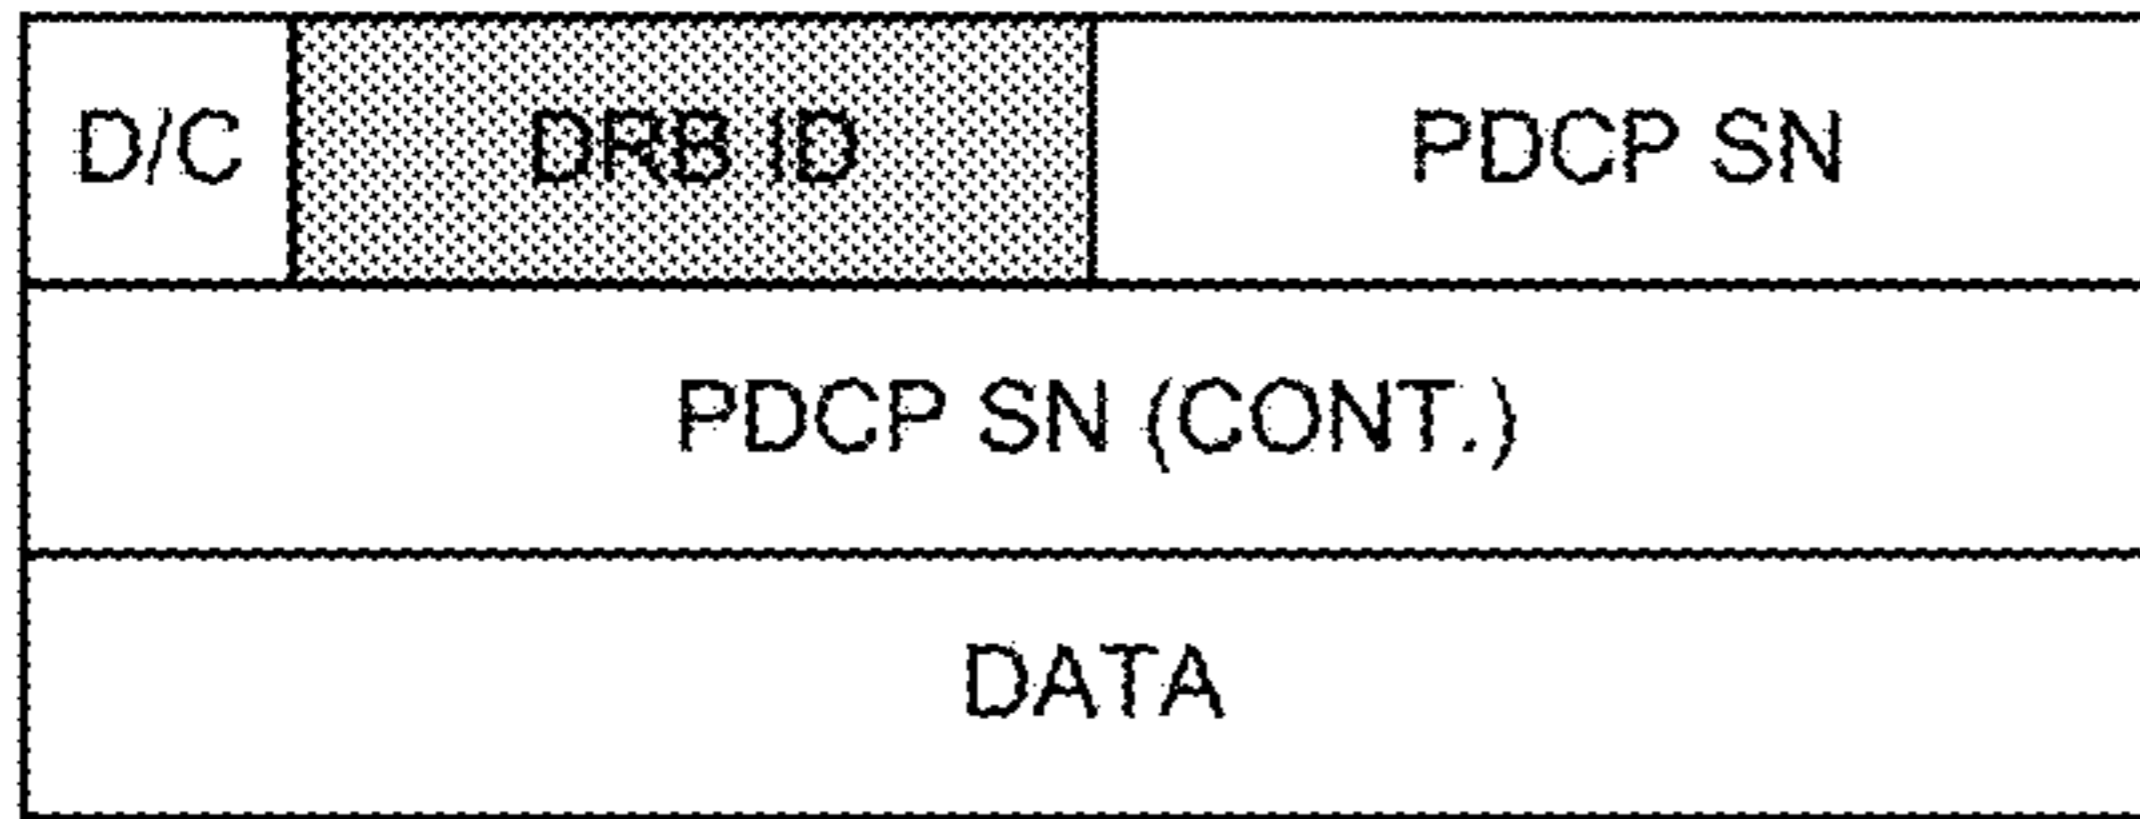 D/C DRB ID PDCP SN
PDCP SN (CONT.)
DATA